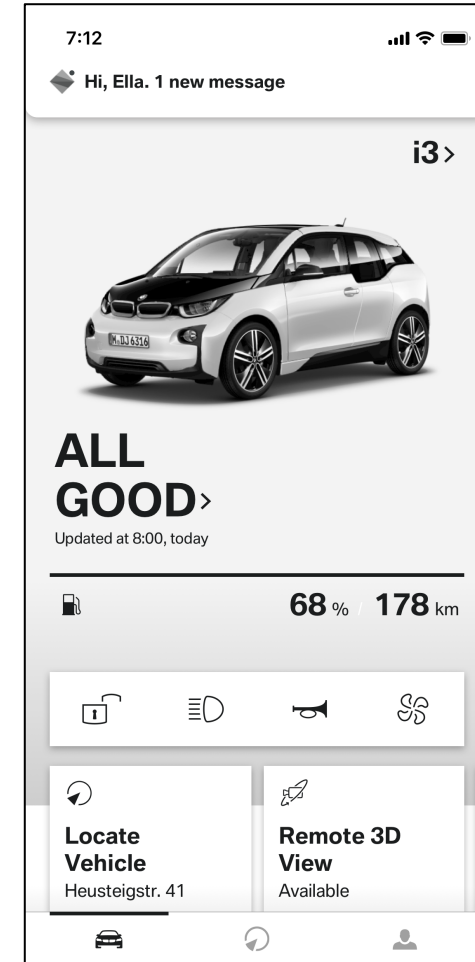 7:12
Hi, Ella. 1 new message
i3>
M·DJ 6316
ALL
GOOD>
Updated at 8:00, today
68 % / 178 km
Locate
Vehicle
Heusteigstr. 41
Remote 3D
View
Available